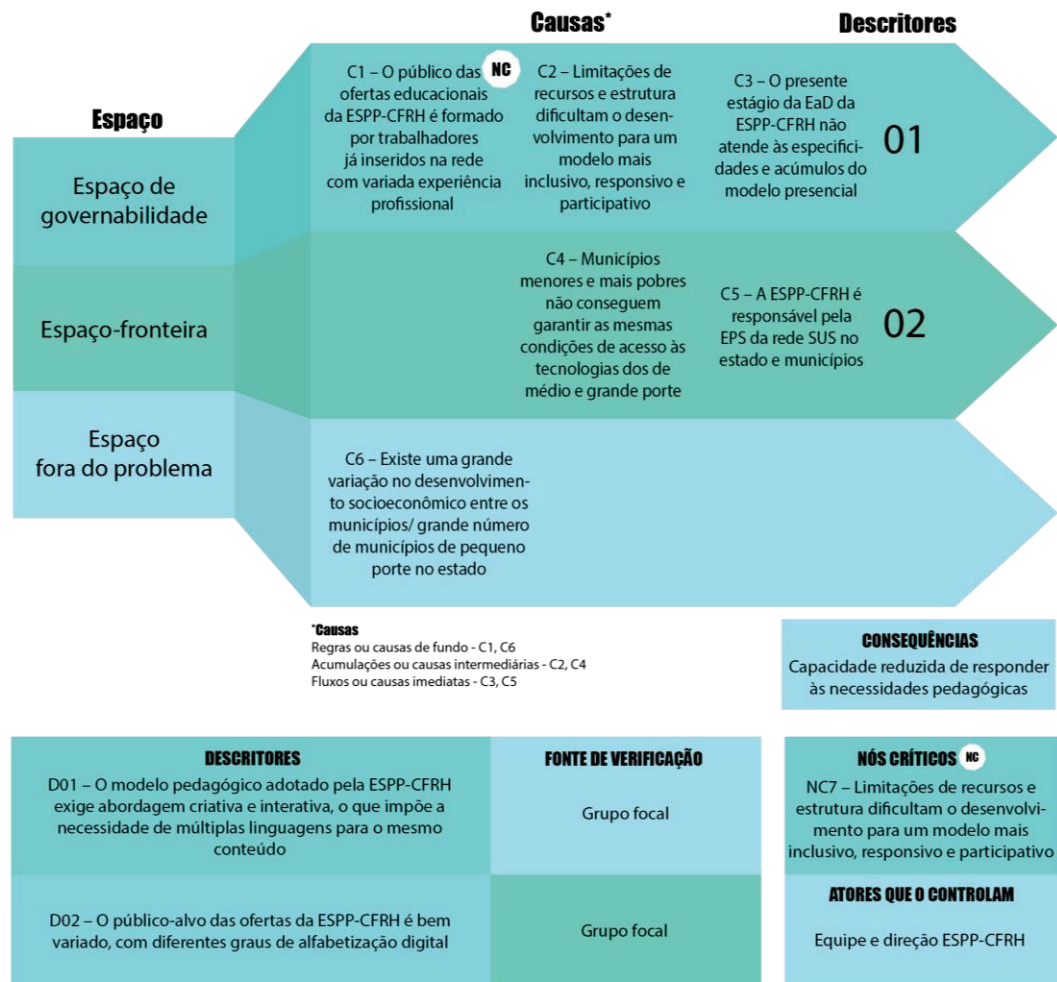 Causas*
Descritores
Espaço
Espaço de
governabilidade
C1 – O público das
ofertas educacionais
da ESPP-CFRH é formado
por trabalhadores
já inseridos na rede
com variada experiência
profissional
NC
C2 – Limitações de
recursos e estrutura
dificultam o desen-
volvimento para um
modelo mais
inclusivo, responsivo e
participativo
C3 – O presente
estágio da EaD da
ESPP-CFRH não
atende às especifici-
dades e acúmulos do
modelo presencial
01
Espaço-fronteira
C4 – Municípios
menores e mais pobres
não conseguem
garantir as mesmas
condições de acesso às
tecnologias dos de
médio e grande porte
C5 – A ESPP-CFRH é
responsável pela
EPS da rede SUS no
estado e municípios
02
Espaço
fora do problema
C6 – Existe uma grande
variação no desenvolvimen-
to socioeconômico entre os
municípios/ grande número
de municípios de pequeno
porte no estado
*Causas
Regras ou causas de fundo - C1, C6
Acumulações ou causas intermediárias - C2, C4
Fluxos ou causas imediatas - C3, C5
CONSEQUÊNCIAS
Capacidade reduzida de responder
às necessidades pedagógicas
DESCRITORES
D01 – O modelo pedagógico adotado pela ESPP-CFRH
exige abordagem criativa e interativa, o que impõe a
necessidade de múltiplas linguagens para o mesmo
conteúdo
FONTE DE VERIFICAÇÃO
Grupo focal
D02 – O público-alvo das ofertas da ESPP-CFRH é bem
variado, com diferentes graus de alfabetização digital
Grupo focal
NÓS CRÍTICOS NC
NC7 – Limitações de recursos e
estrutura dificultam o desenvolvi-
mento para um modelo mais
inclusivo, responsivo e participativo
ATORES QUE O CONTROLAM
Equipe e direção ESPP-CFRH